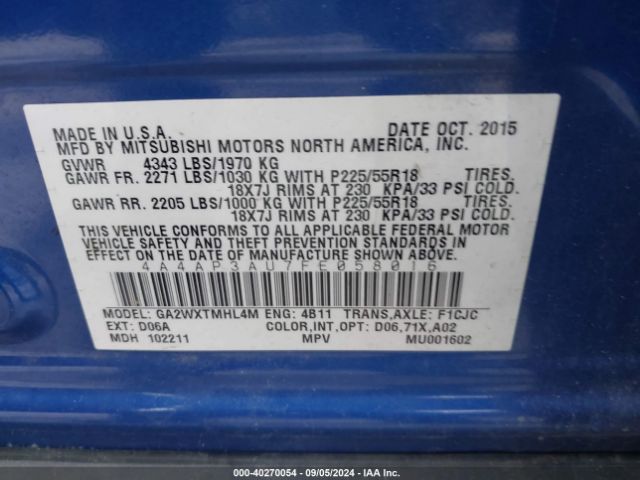 MADE IN U.S.A. DATE OCT. 2015
MFD BY MITSUBISHI MOTORS NORTH AMERICA, INC.
GVWR 4343 LBS/1970 KG
GAWR FR. 2271 LBS/1030 KG WITH P225/55R18 TIRES.
18X7J RIMS AT 230 KPA/33 PSI COLD.
GAWR RR. 2205 LBS/1000 KG WITH P225/55R18 TIRES.
18X7J RIMS AT 230 KPA/33 PSI COLD.
THIS VEHICLE CONFORMS TO ALL APPLICABLE FEDERAL MOTOR
VEHICLE SAFETY AND THEFT PREVENTION STANDARDS IN
EFFECT ON THE DATE OF MANUFACTURE SHOWN ABOVE.
4A4AP3AU7FE058016
MODEL: GA2WXTMHL4M ENG: 4B11 TRANS,AXLE: F1CJC
EXT: D06A COLOR,INT,OPT: D06,71X,A02
MDH 102211 MPV MU001602
000-40270054 - 09/05/2024 - IAA Inc.